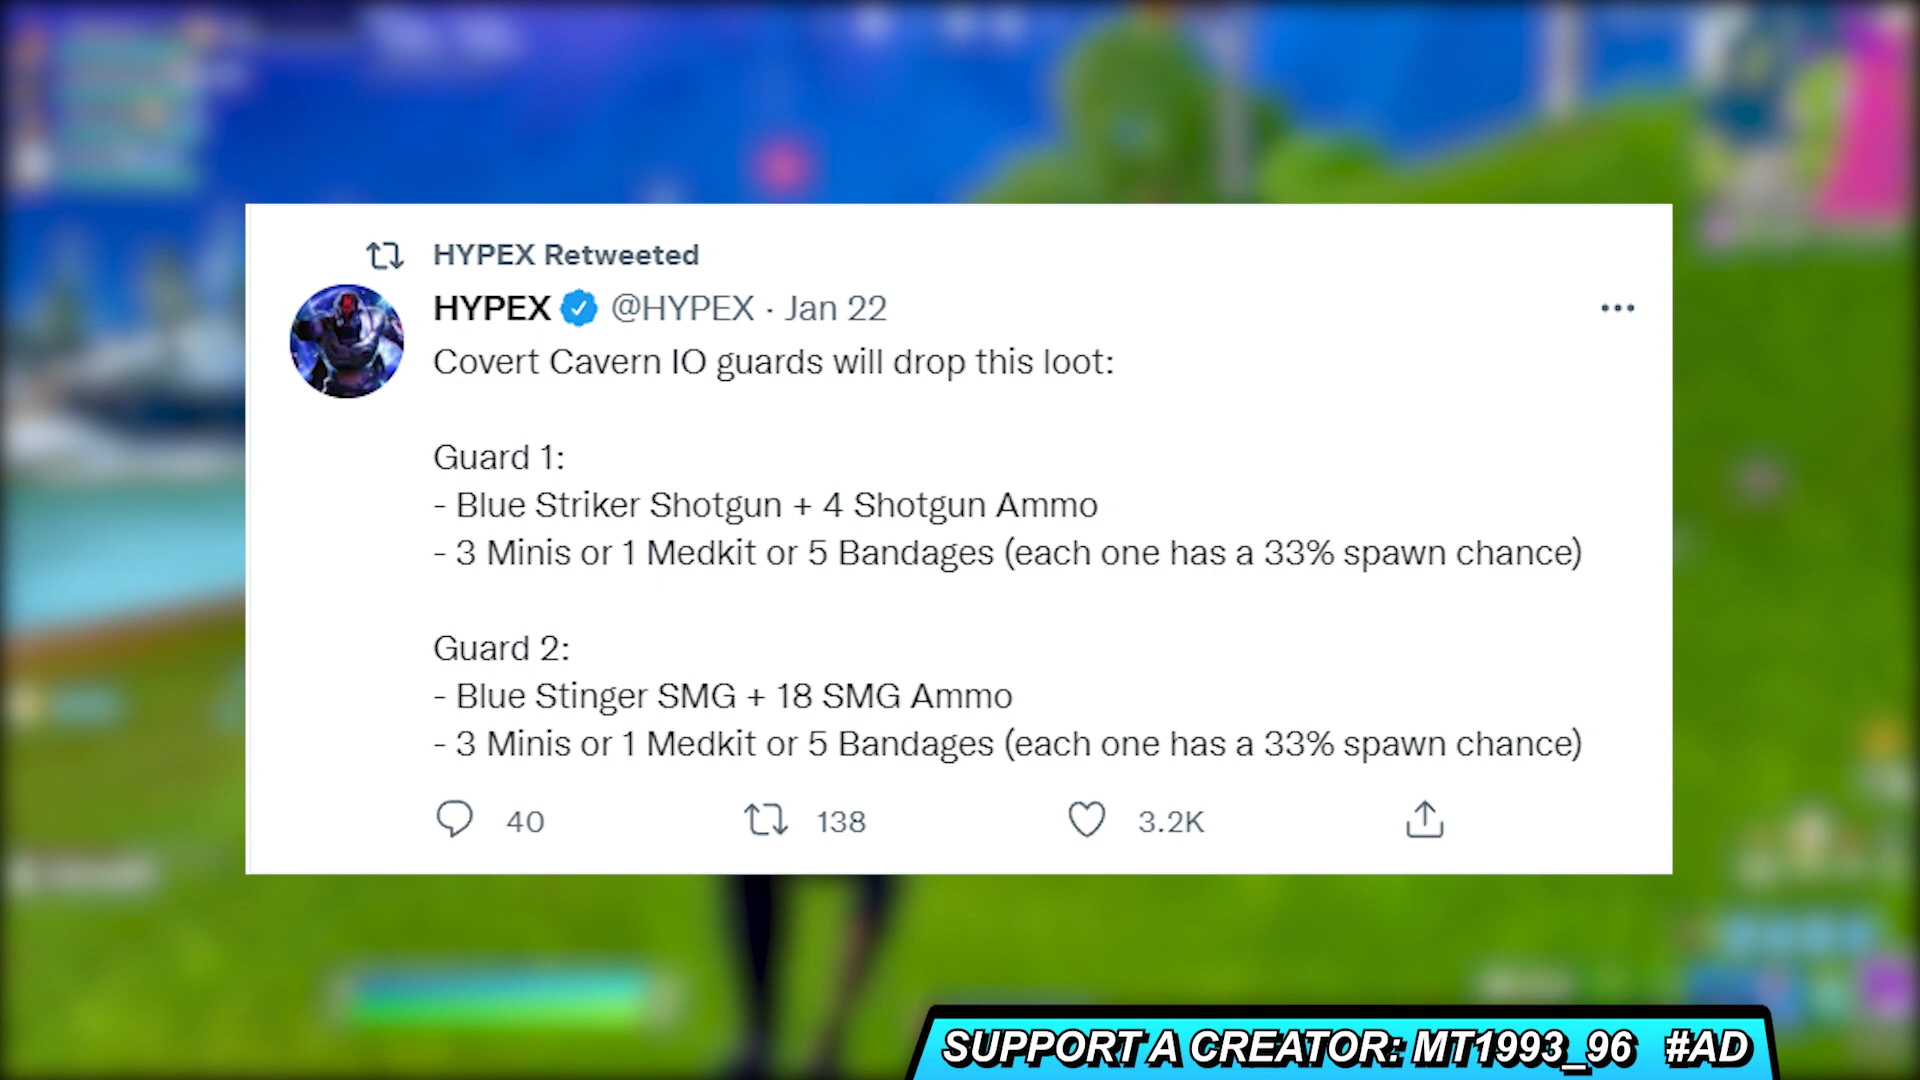 HYPEX Retweeted
HYPEX @HYPEX · Jan 22
Covert Cavern IO guards will drop this loot:
Guard 1:
- Blue Striker Shotgun + 4 Shotgun Ammo
- 3 Minis or 1 Medkit or 5 Bandages (each one has a 33% spawn chance)
Guard 2:
- Blue Stinger SMG + 18 SMG Ammo
- 3 Minis or 1 Medkit or 5 Bandages (each one has a 33% spawn chance)
40 138 3.2K
SUPPORT A CREATOR: MT1993_96 #AD